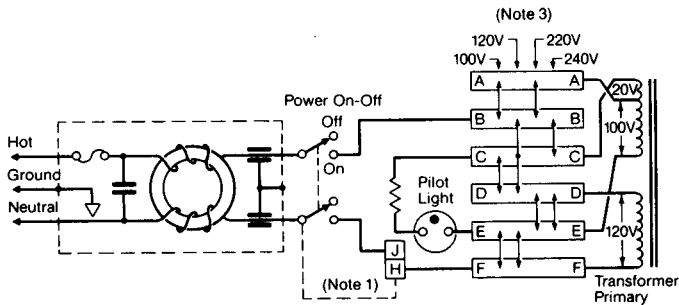 (Note 3)
120V 220V
100V 240V
A A
20V
Power On-Off
Off
B B
100V
Hot
On
C C
Ground
Pilot
Light
D D
Neutral
E E
120V
J
(Note 1)
H
F F
Transformer
Primary